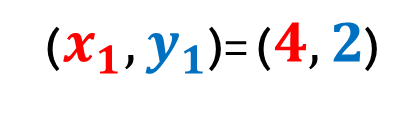 (x₁, y₁)=(4, 2)